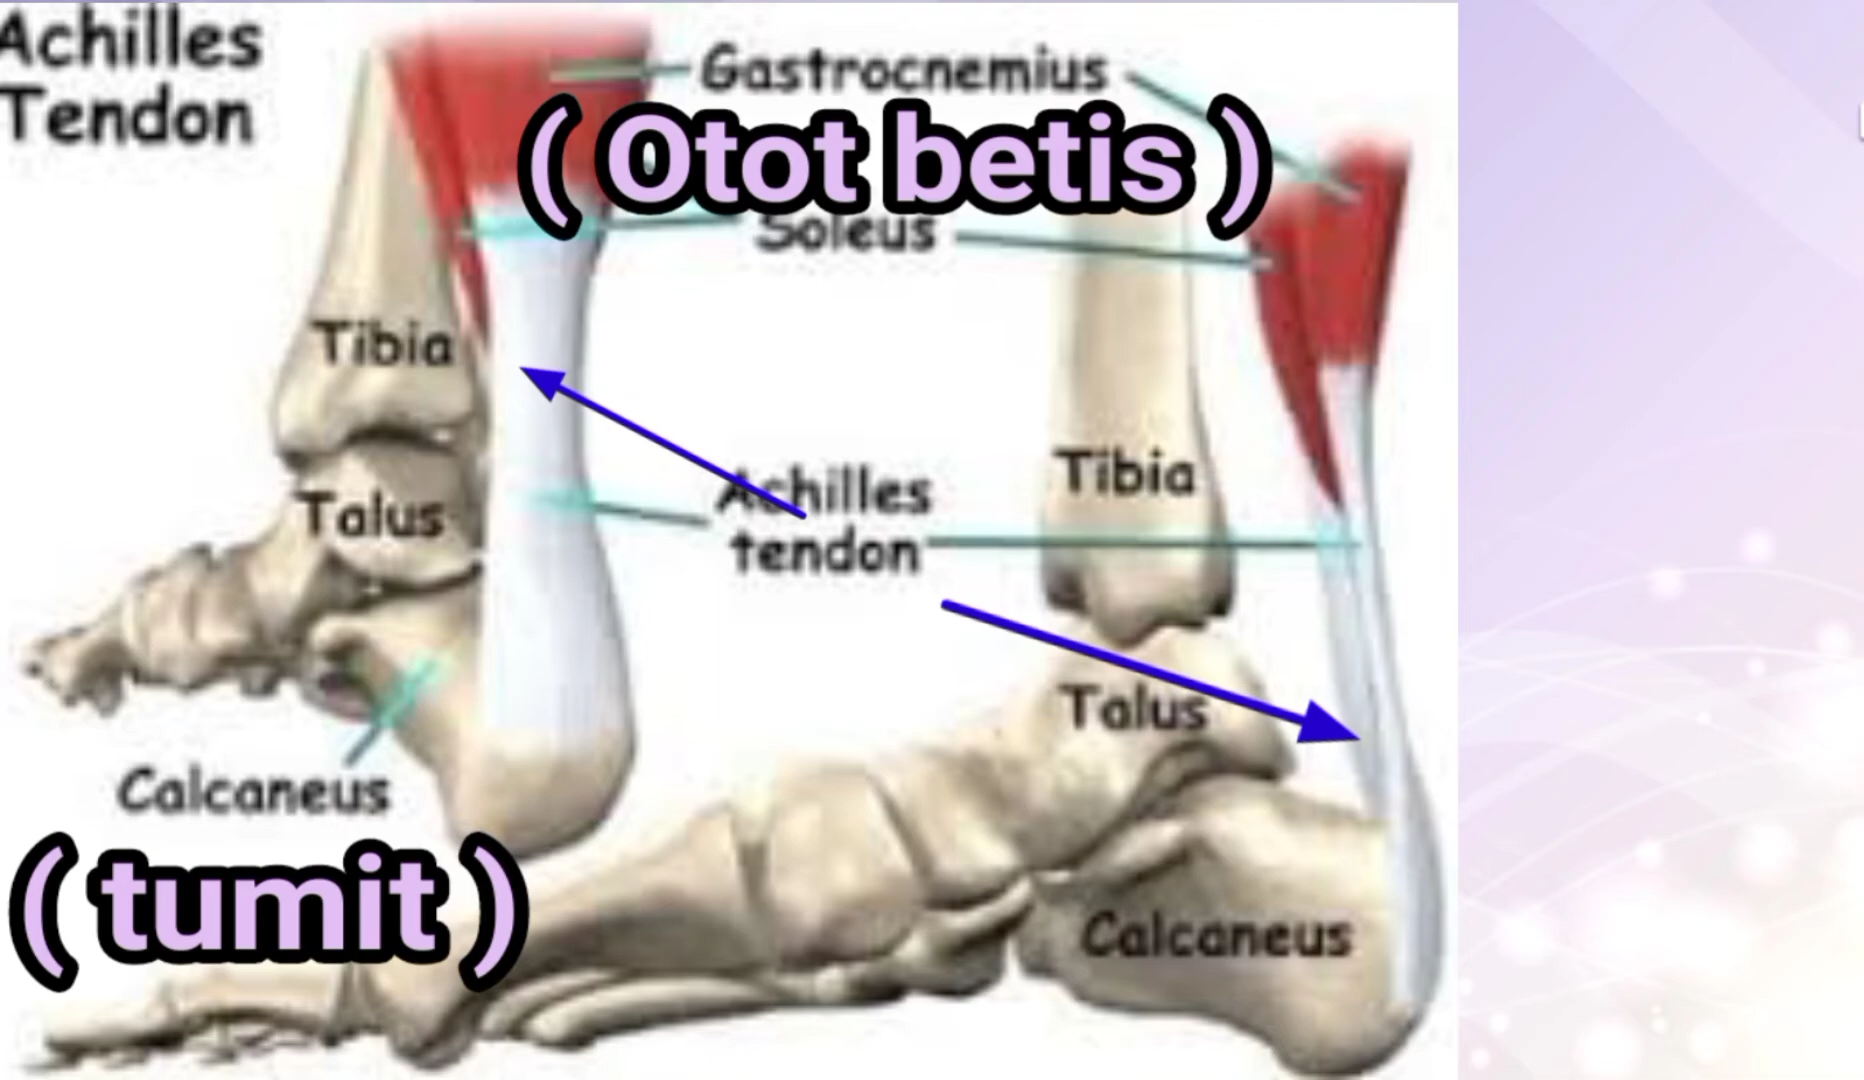 Achilles
Tendon
Gastrocnemius
( Otot betis )
Soleus
Tibia
Talus
Achilles
tendon
Tibia
Talus
Calcaneus
( tumit )
Calcaneus